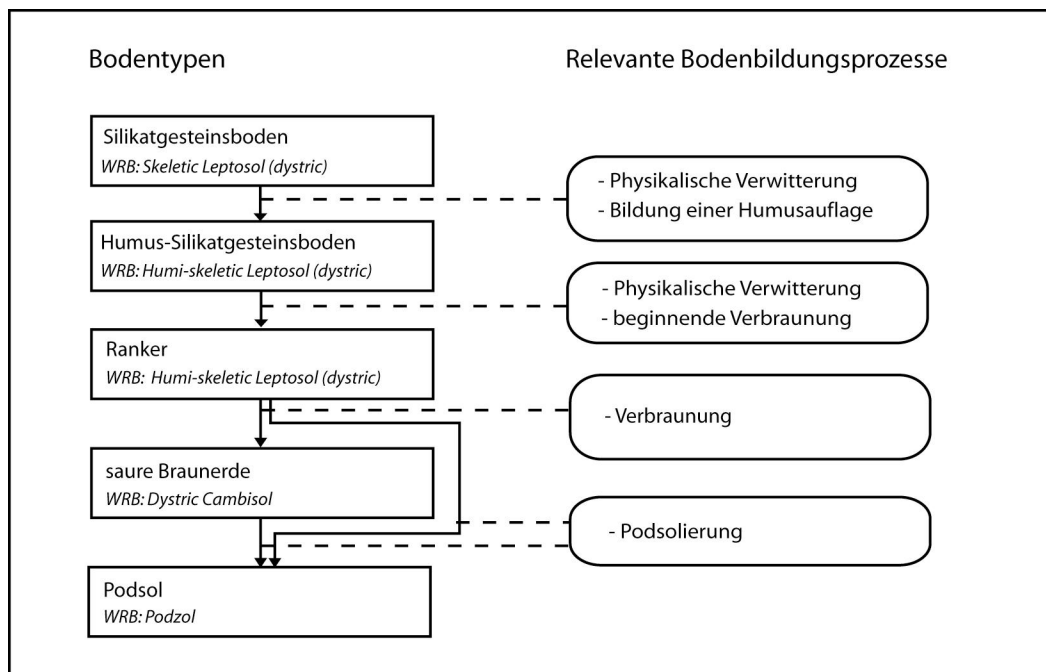 Bodentypen
Relevante Bodenbildungsprozesse
Silikatgesteinsboden
WRB: Skeletic Leptosol (dystric)
- Physikalische Verwitterung
- Bildung einer Humusauflage
Humus-Silikatgesteinsboden
WRB: Humi-skeletic Leptosol (dystric)
- Physikalische Verwitterung
- beginnende Verbraunung
Ranker
WRB: Humi-skeletic Leptosol (dystric)
- Verbraunung
saure Braunerde
WRB: Dystric Cambisol
- Podsolierung
Podsol
WRB: Podzol